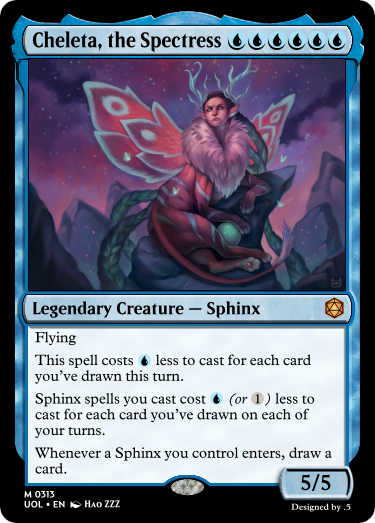 Cheleta, the Spectress
Legendary Creature — Sphinx
Flying
This spell costs less to cast for each card
you've drawn this turn.
Sphinx spells you cast cost (or 1) less to
cast for each card you've drawn on each of
your turns.
Whenever a Sphinx you control enters, draw a
card.
5/5
M 0313
UOL • EN Hao ZZZ
Designed by .5